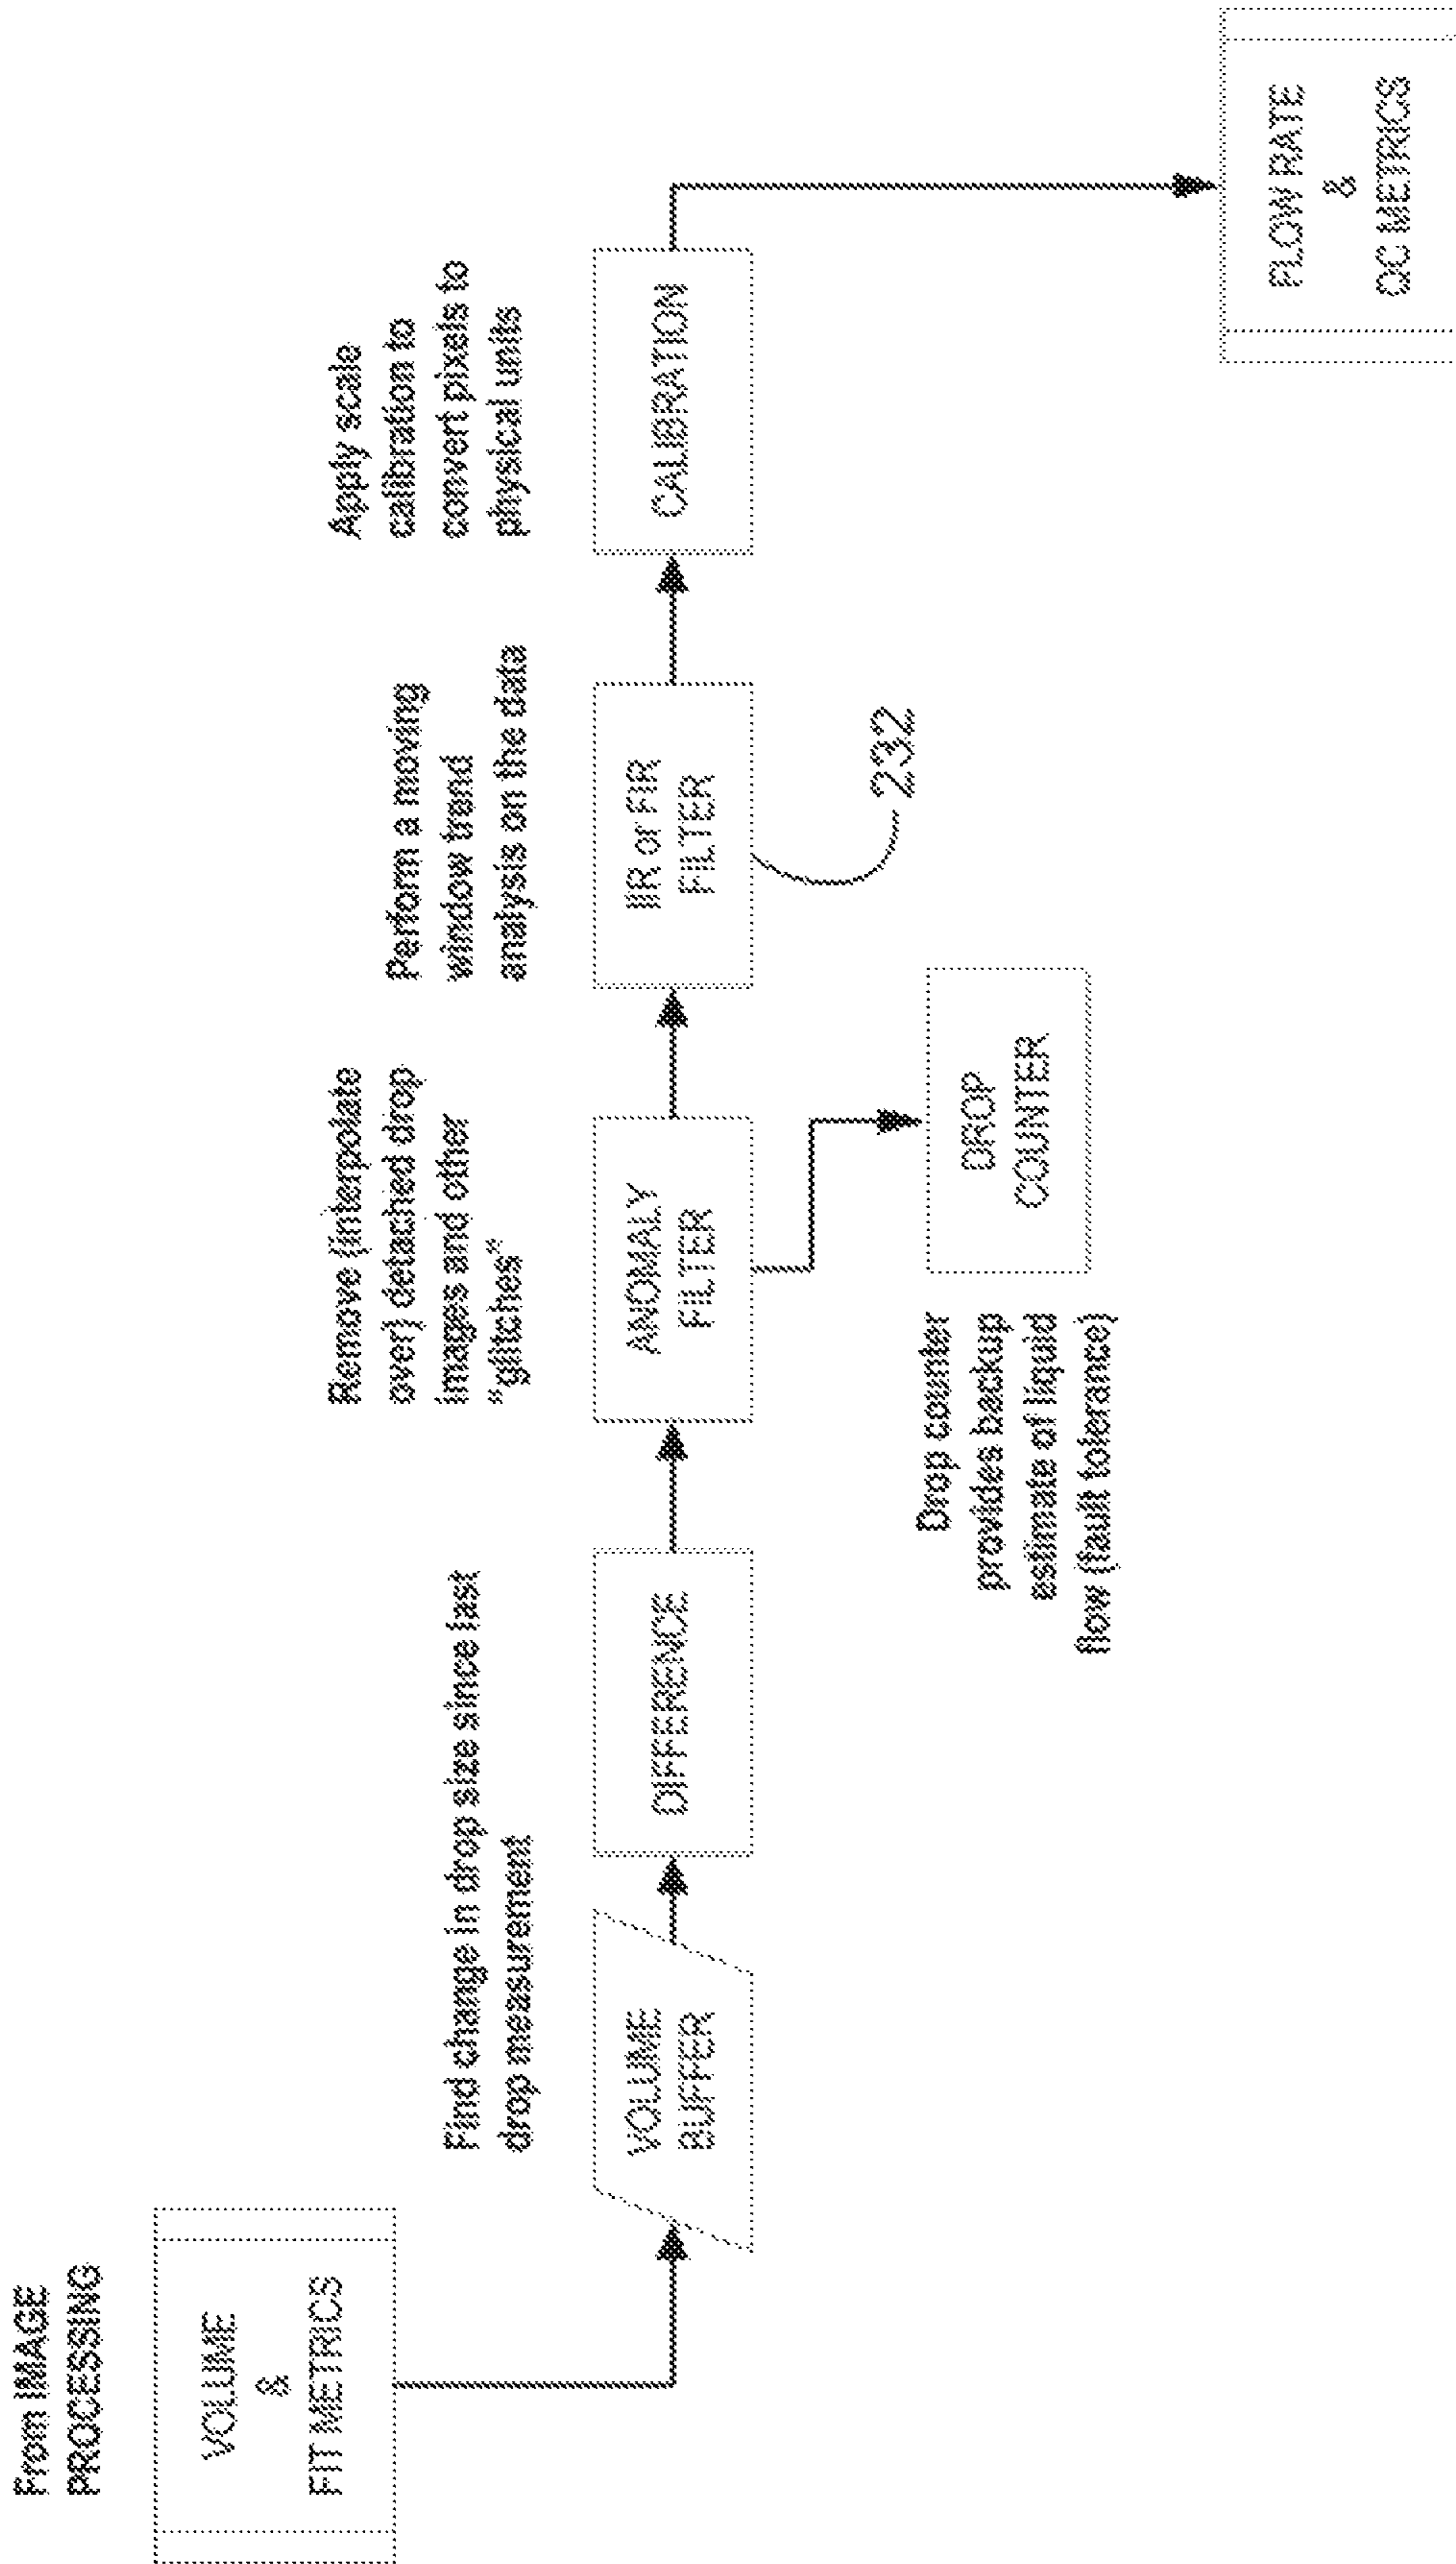 From IMAGE
PROCESSING
VOLUME
&
FIT METRICS
Find change in drop size since last
drop measurement
VOLUME
BUFFER
DIFFERENCE
Remove (interpolate
over) detached drop
images and other
"glitches"
ANOMALY
FILTER
Drop counter
provides backup
estimate of liquid
flow (fault tolerance)
DROP
COUNTER
Perform a moving
window trend
analysis on the data
IIR or FIR
FILTER
232
Apply scale
calibration to
convert pixels to
physical units
CALIBRATION
FLOW RATE
&
QC METRICS